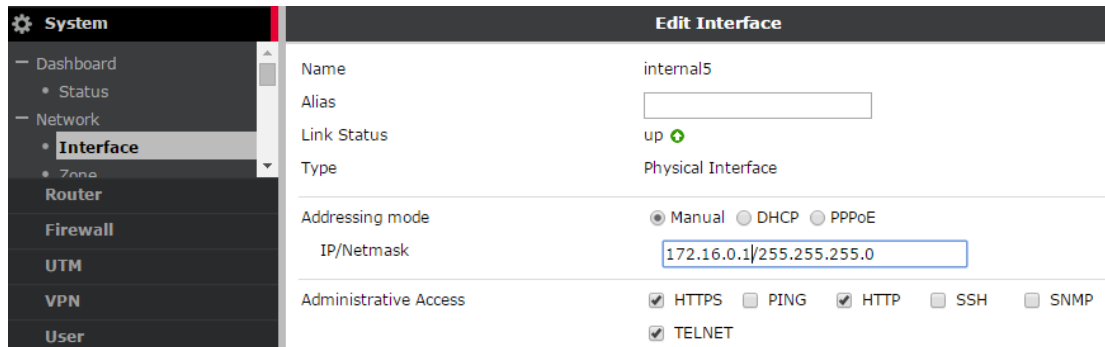 System
Dashboard
Status
Network
Interface
Zone
Router
Firewall
UTM
VPN
User
Edit Interface
Name internal5
Alias
Link Status up
Type Physical Interface
Addressing mode Manual DHCP PPPoE
IP/Netmask 172.16.0.1/255.255.255.0
Administrative Access HTTPS PING HTTP SSH SNMP
TELNET